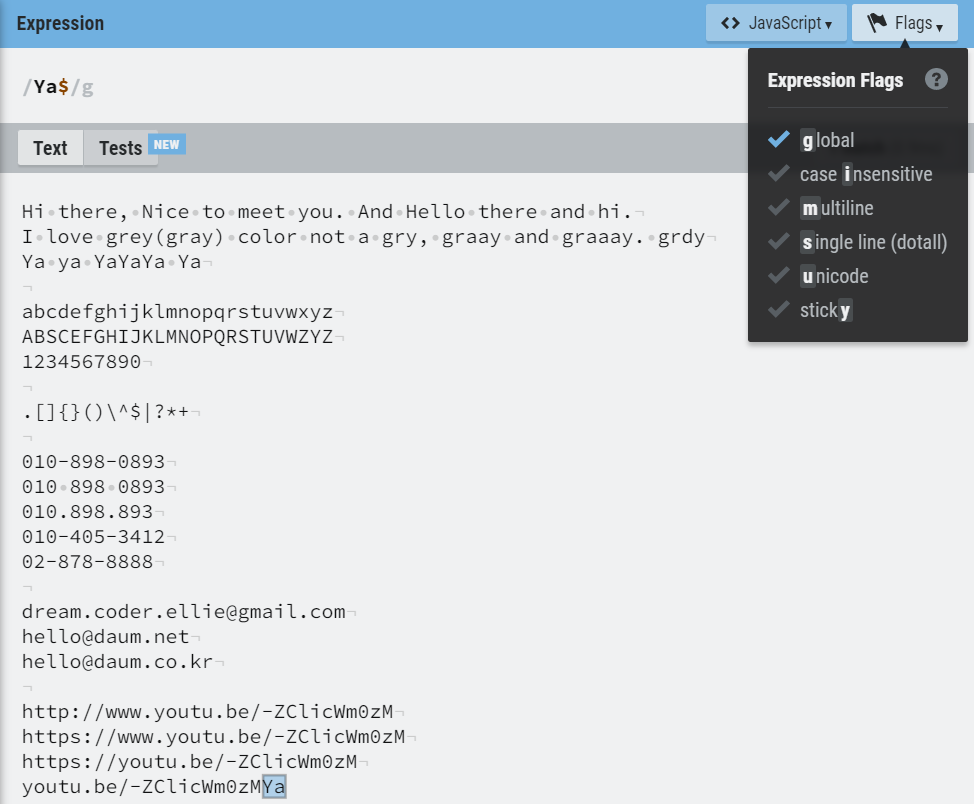 Expression
<> JavaScript ▾
Flags ▾
/Ya$/g
Expression Flags ?
global
case insensitive
multiline
single line (dotall)
unicode
sticky
Text
Tests NEW
Hi•there,•Nice•to•meet•you.•And•Hello•there•and•hi.¬
I•love•grey(gray)•color•not•a•gry,•graay•and•graaay.•grdy¬
Ya•ya•YaYaYa•Ya¬
¬
abcdefghijklmnopqrstuvwxyz¬
ABSCEFGHIJKLMNOPQRSTUVWZYZ¬
1234567890¬
¬
.[]{}()\^$|?*+¬
¬
010-898-0893¬
010•898•0893¬
010.898.893¬
010-405-3412¬
02-878-8888¬
¬
dream.coder.ellie@gmail.com¬
hello@daum.net¬
hello@daum.co.kr¬
¬
http://www.youtu.be/-ZClicWm0zM¬
https://www.youtu.be/-ZClicWm0zM¬
https://youtu.be/-ZClicWm0zM¬
youtu.be/-ZClicWm0zMYa